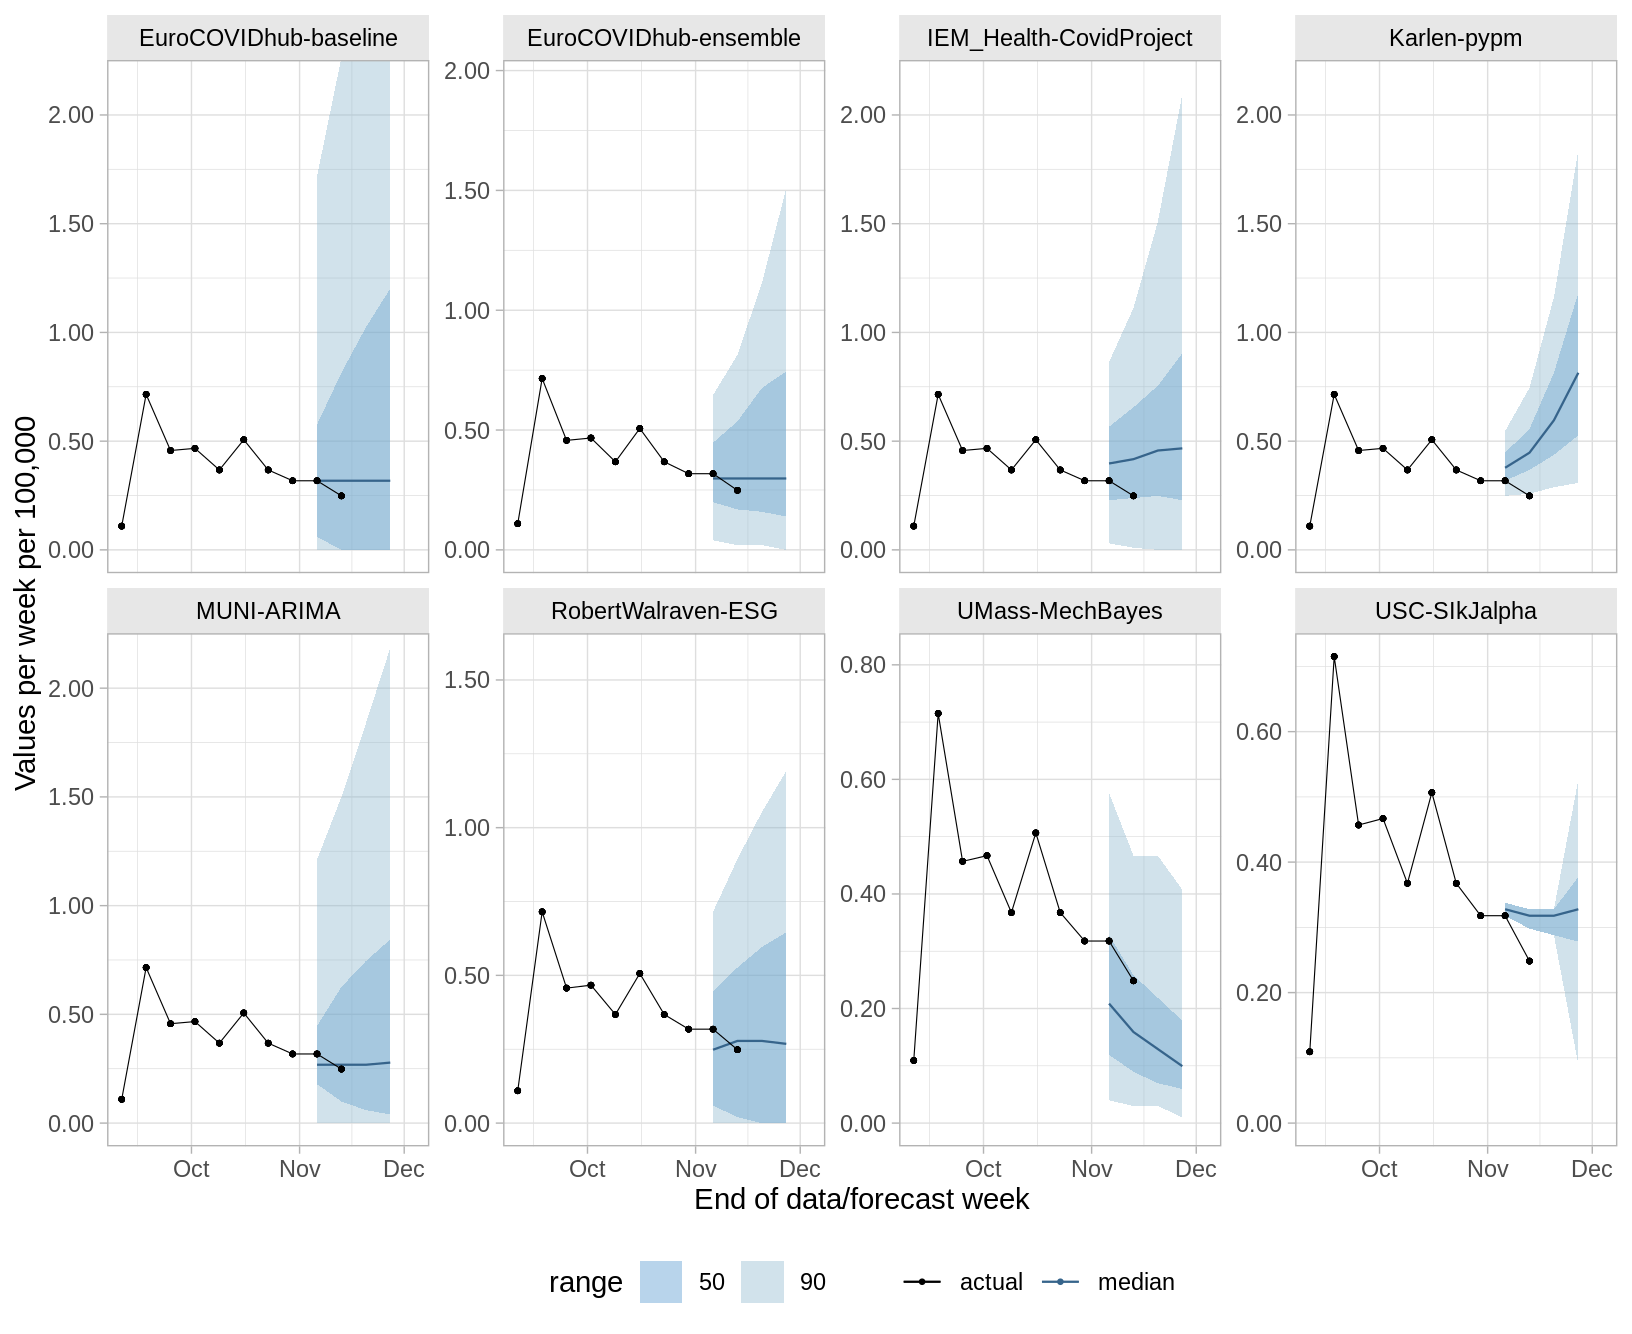 EuroCOVIDhub-baseline
EuroCOVIDhub-ensemble
IEM_Health-CovidProject
Karlen-pypm
2.00
1.50
1.00
0.50
0.00
2.00
1.50
1.00
0.50
0.00
2.00
1.50
1.00
0.50
0.00
2.00
1.50
1.00
0.50
0.00
Values per week per 100,000
MUNI-ARIMA
RobertWalraven-ESG
UMass-MechBayes
USC-SIkJalpha
2.00
1.50
1.00
0.50
0.00
1.50
1.00
0.50
0.00
0.80
0.60
0.40
0.20
0.00
0.60
0.40
0.20
0.00
Oct Nov Dec
Oct Nov Dec
Oct Nov Dec
Oct Nov Dec
End of data/forecast week
range 50 90 actual median